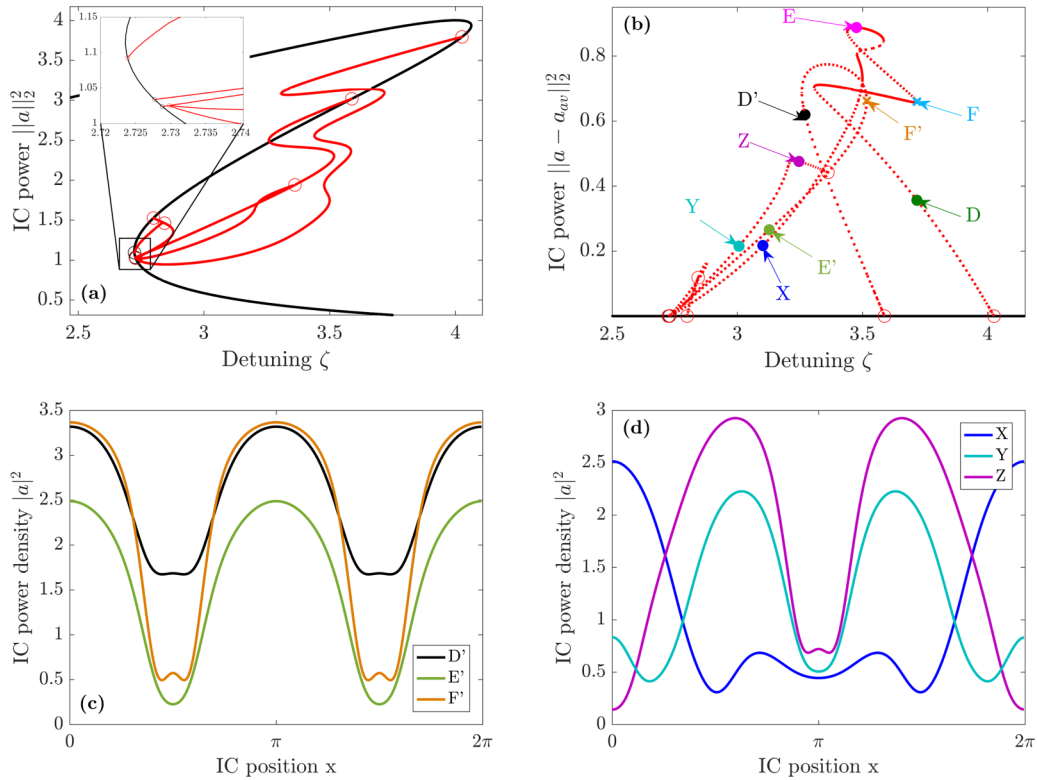 4
3.5
3
2.5
2
1.5
1
0.5
IC power ||a||²₂
1.15
1.1
1.05
1
2.72
2.725
2.73
2.735
2.74
(a)
2.5
3
3.5
4
Detuning ζ
0.8
0.6
0.4
0.2
IC power ||a − aₐᵥ||²₂
(b)
E
D'
F
F'
Z
D
Y
E'
X
2.5
3
3.5
4
Detuning ζ
3.5
3
2.5
2
1.5
1
0.5
0
IC power density |a|²
(c)
D'
E'
F'
0
π
2π
IC position x
3
2.5
2
1.5
1
0.5
0
IC power density |a|²
(d)
X
Y
Z
0
π
2π
IC position x